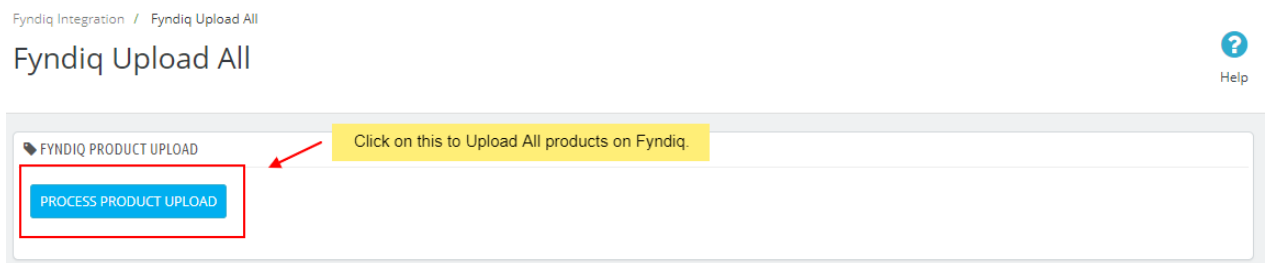 Fyndiq Integration / Fyndiq Upload All
Fyndiq Upload All
Help
Click on this to Upload All products on Fyndiq.
FYNDIQ PRODUCT UPLOAD
PROCESS PRODUCT UPLOAD